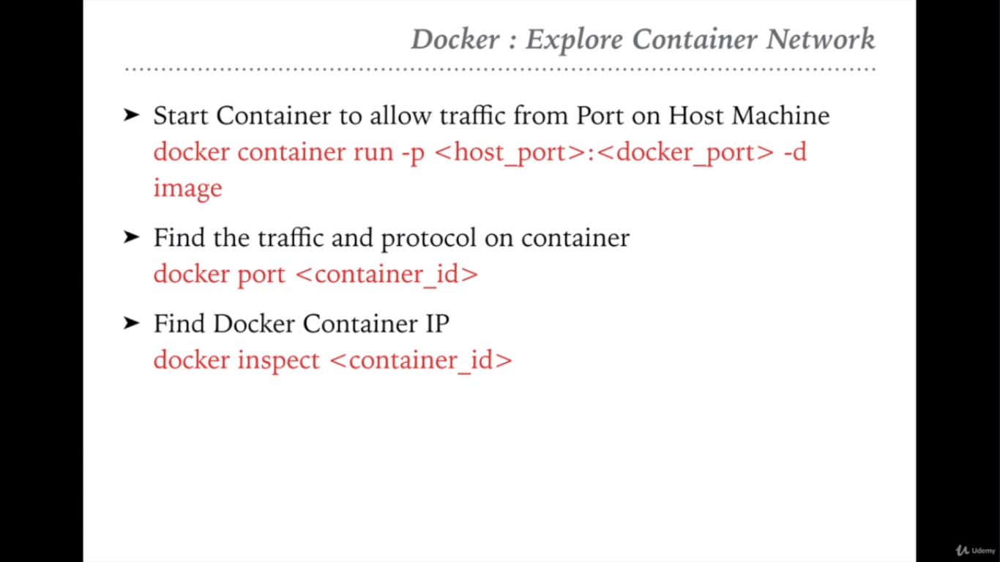 Docker : Explore Container Network
➤ Start Container to allow traffic from Port on Host Machine
docker container run -p <host_port>:<docker_port> -d
image
➤ Find the traffic and protocol on container
docker port <container_id>
➤ Find Docker Container IP
docker inspect <container_id>
Udemy